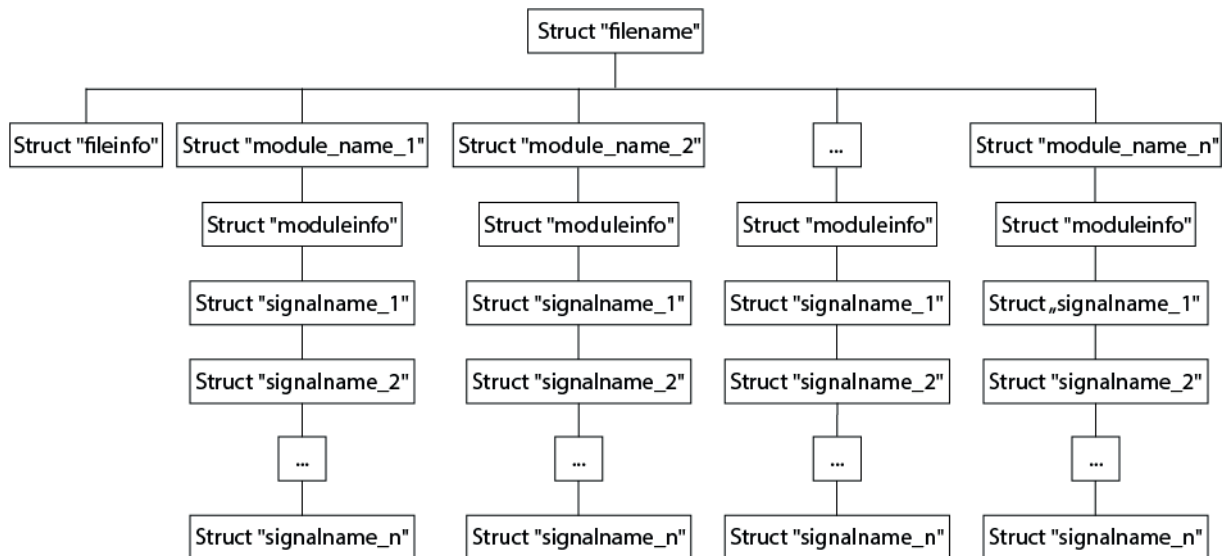 Struct "filename"
Struct "fileinfo"
Struct "module_name_1"
Struct "module_name_2"
...
Struct "module_name_n"
Struct "moduleinfo"
Struct "moduleinfo"
Struct "moduleinfo"
Struct "moduleinfo"
Struct "signalname_1"
Struct "signalname_1"
Struct "signalname_1"
Struct„signalname_1"
Struct "signalname_2"
Struct "signalname_2"
Struct "signalname_2"
Struct "signalname_2"
...
...
...
...
Struct "signalname_n"
Struct "signalname_n"
Struct "signalname_n"
Struct "signalname_n"